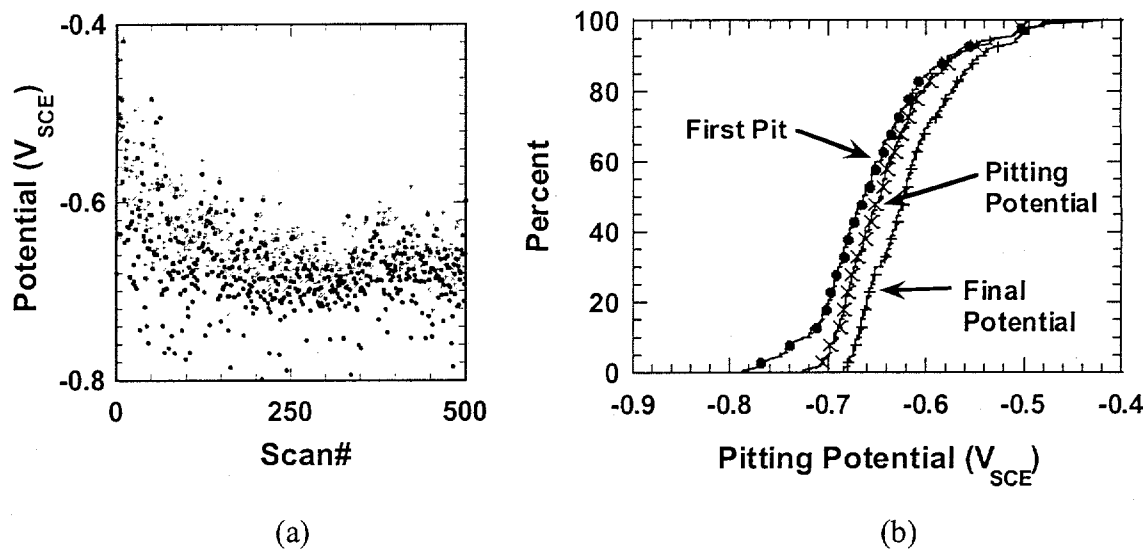 -0.4
-0.6
-0.8
Potential (V_SCE)
0
250
500
Scan#
(a)
100
80
60
40
20
0
Percent
First Pit
Pitting
Potential
Final
Potential
-0.9
-0.8
-0.7
-0.6
-0.5
-0.4
Pitting Potential (V_SCE)
(b)